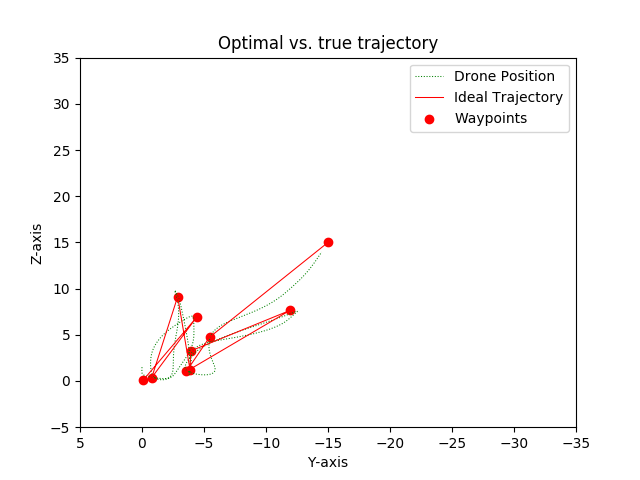 Optimal vs. true trajectory
Drone Position
Ideal Trajectory
Waypoints
Z-axis
35
30
25
20
15
10
5
0
−5
5 0 −5 −10 −15 −20 −25 −30 −35
Y-axis